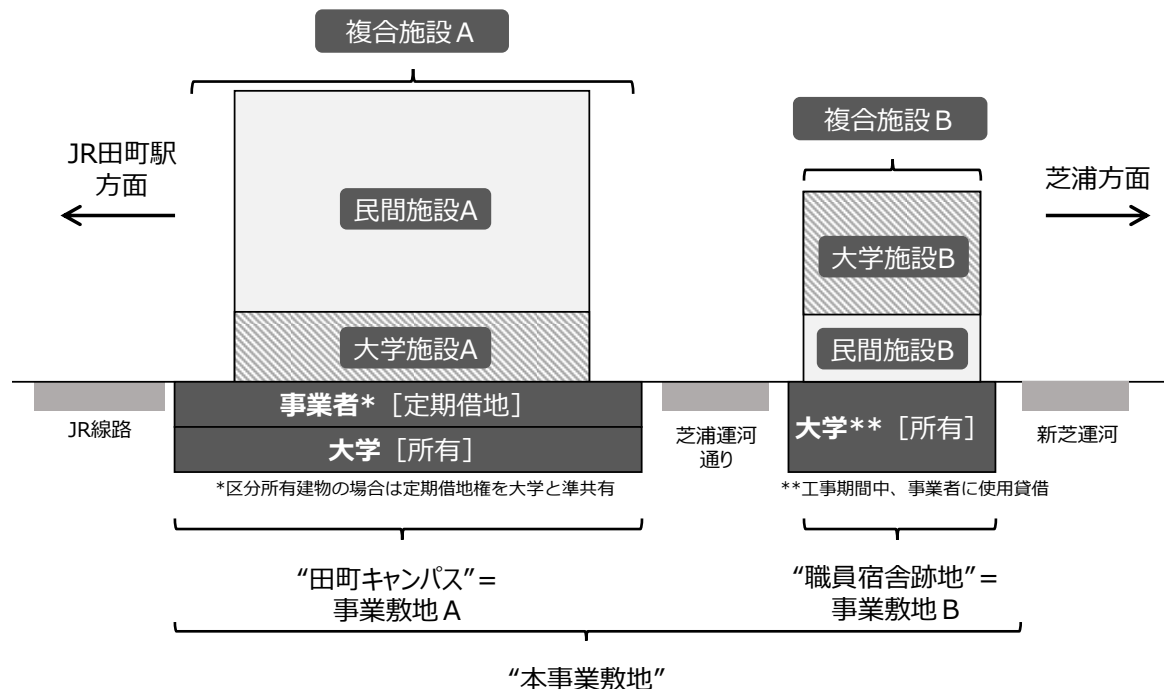 複合施設A
複合施設B
JR田町駅
方面
芝浦方面
民間施設A
大学施設B
大学施設A
民間施設B
事業者*［定期借地］
大学［所有］
大学**［所有］
JR線路
芝浦運河
通り
新芝運河
*区分所有建物の場合は定期借地権を大学と準共有
**工事期間中、事業者に使用貸借
“田町キャンパス”=
事業敷地A
“職員宿舎跡地”=
事業敷地B
“本事業敷地”